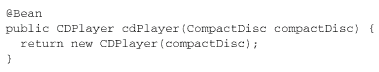 @Bean
public CDPlayer cdPlayer(CompactDisc compactDisc) {
  return new CDPlayer(compactDisc);
}